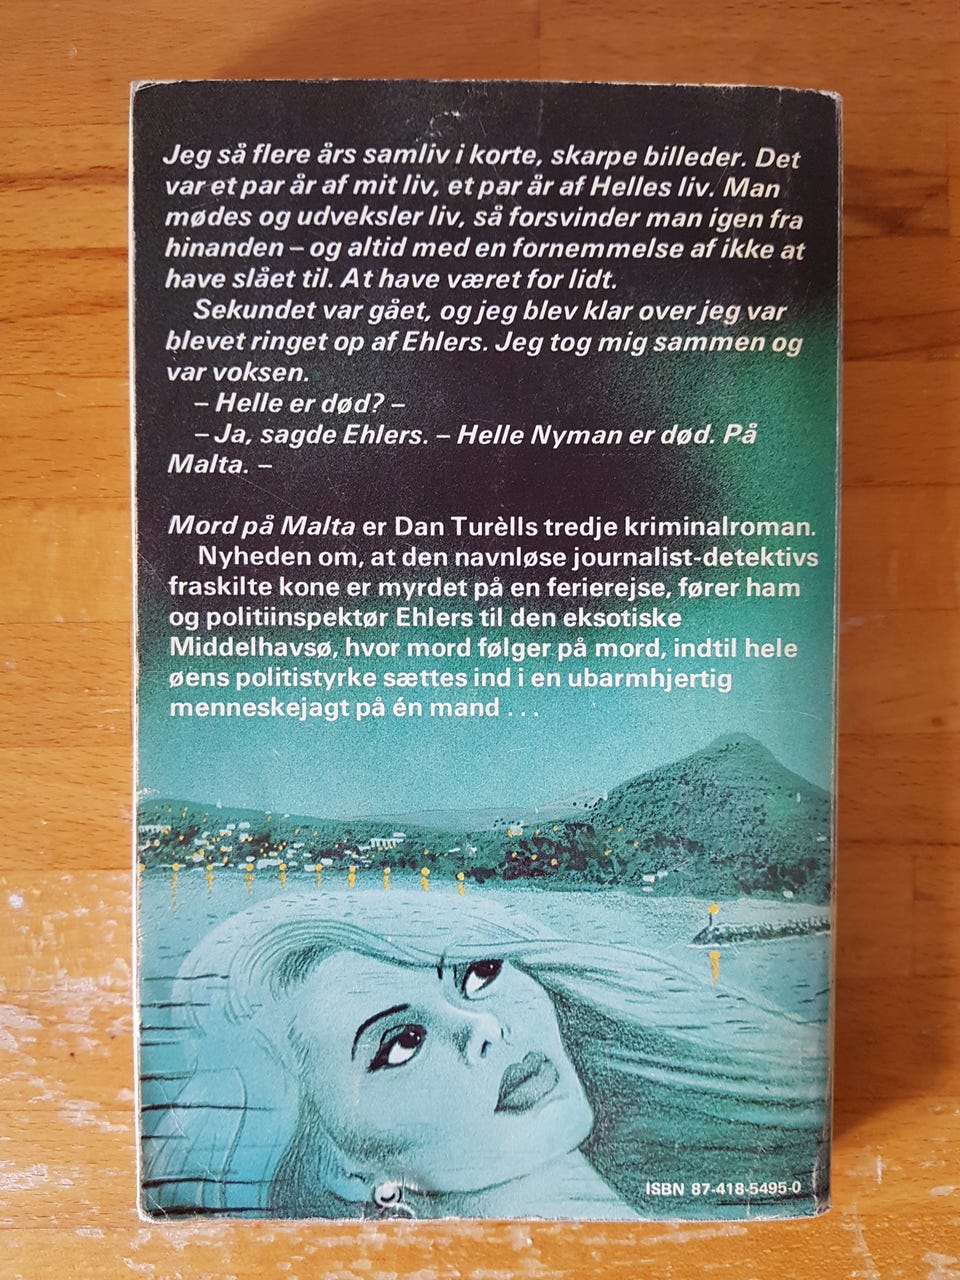 Jeg så flere års samliv i korte, skarpe billeder. Det
var et par år af mit liv, et par år af Helles liv. Man
mødes og udveksler liv, så forsvinder man igen fra
hinanden – og altid med en fornemmelse af ikke at
have slået til. At have været for lidt.
Sekundet var gået, og jeg blev klar over jeg var
blevet ringet op af Ehlers. Jeg tog mig sammen og
var voksen.
– Helle er død? –
– Ja, sagde Ehlers. – Helle Nyman er død. På
Malta. –
Mord på Malta er Dan Turèlls tredje kriminalroman.
Nyheden om, at den navnløse journalist-detektivs
fraskilte kone er myrdet på en ferierejse, fører ham
og politiinspektør Ehlers til den eksotiske
Middelhavsø, hvor mord følger på mord, indtil hele
øens politistyrke sættes ind i en ubarmhjertig
menneskejagt på én mand . . .
ISBN 87-418-5495-0